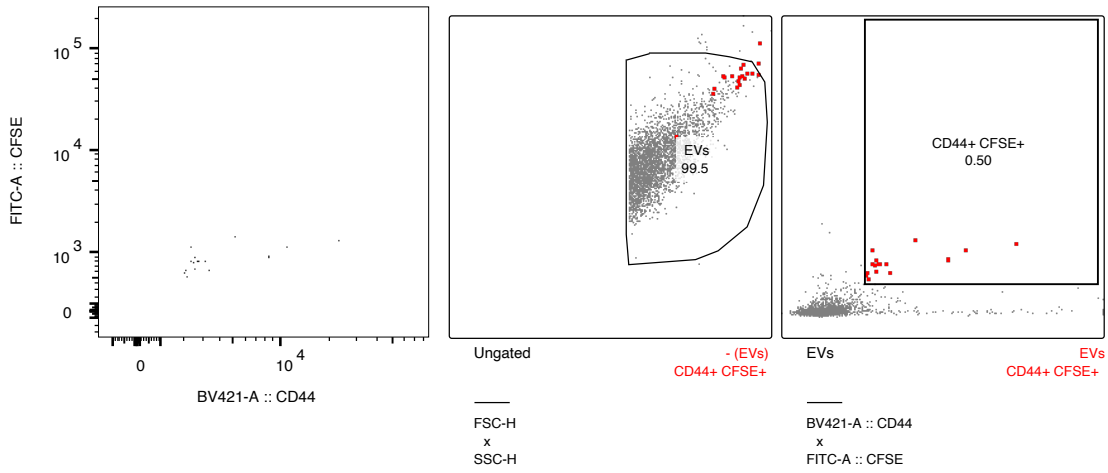 FITC-A :: CFSE
10 5
10 4
10 3
0
0
10 4
BV421-A :: CD44
EVs
99.5
Ungated
- (EVs)
CD44+ CFSE+
FSC-H
x
SSC-H
CD44+ CFSE+
0.50
EVs
EVs
CD44+ CFSE+
BV421-A :: CD44
x
FITC-A :: CFSE